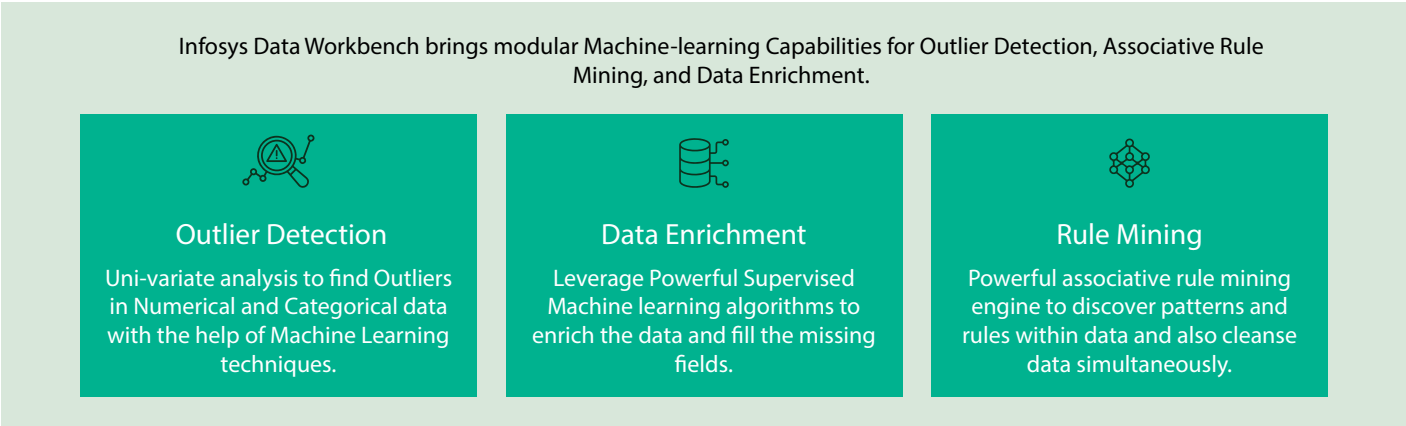 Infosys Data Workbench brings modular Machine-learning Capabilities for Outlier Detection, Associative Rule
Mining, and Data Enrichment.
Outlier Detection
Uni-variate analysis to find Outliers
in Numerical and Categorical data
with the help of Machine Learning
techniques.
Data Enrichment
Leverage Powerful Supervised
Machine learning algorithms to
enrich the data and fill the missing
fields.
Rule Mining
Powerful associative rule mining
engine to discover patterns and
rules within data and also cleanse
data simultaneously.